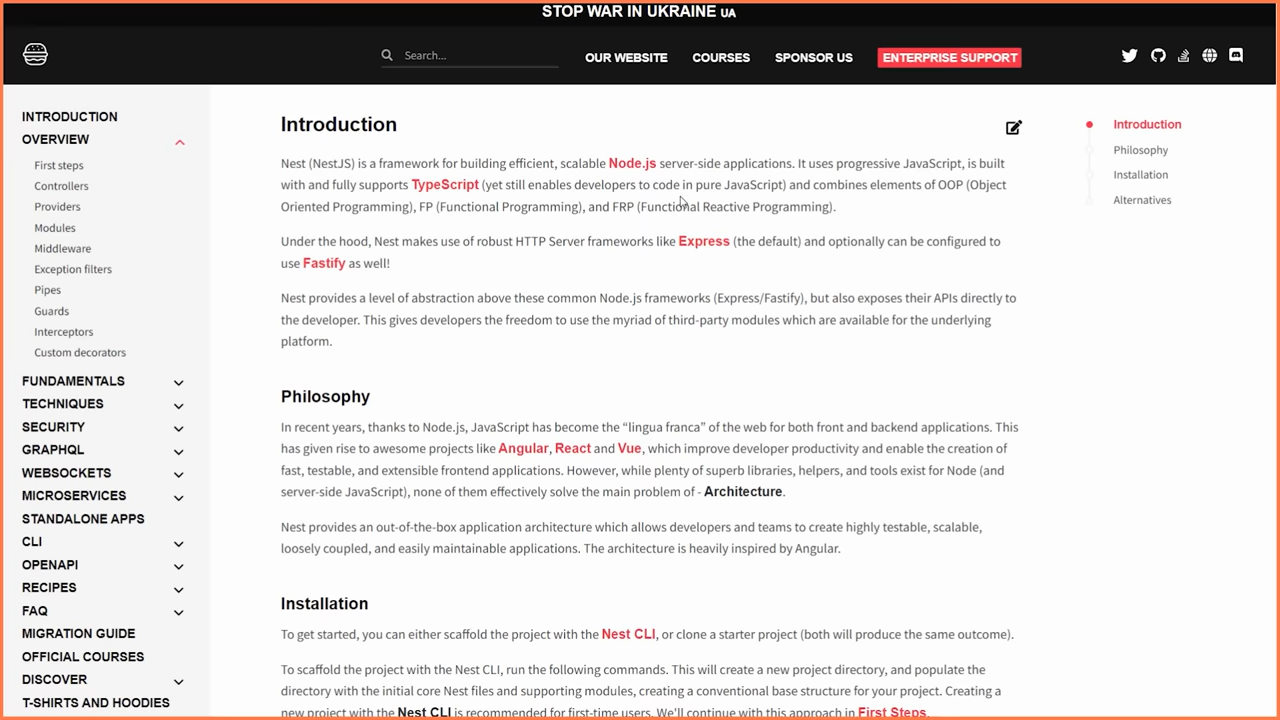 STOP WAR IN UKRAINE UA
Search...
OUR WEBSITE
COURSES
SPONSOR US
ENTERPRISE SUPPORT
INTRODUCTION
OVERVIEW
First steps
Controllers
Providers
Modules
Middleware
Exception filters
Pipes
Guards
Interceptors
Custom decorators
FUNDAMENTALS
TECHNIQUES
SECURITY
GRAPHQL
WEBSOCKETS
MICROSERVICES
STANDALONE APPS
CLI
OPENAPI
RECIPES
FAQ
MIGRATION GUIDE
OFFICIAL COURSES
DISCOVER
T-SHIRTS AND HOODIES
Introduction
Nest (NestJS) is a framework for building efficient, scalable Node.js server-side applications. It uses progressive JavaScript, is built
with and fully supports TypeScript (yet still enables developers to code in pure JavaScript) and combines elements of OOP (Object
Oriented Programming), FP (Functional Programming), and FRP (Functional Reactive Programming).
Under the hood, Nest makes use of robust HTTP Server frameworks like Express (the default) and optionally can be configured to
use Fastify as well!
Nest provides a level of abstraction above these common Node.js frameworks (Express/Fastify), but also exposes their APIs directly to
the developer. This gives developers the freedom to use the myriad of third-party modules which are available for the underlying
platform.
Philosophy
In recent years, thanks to Node.js, JavaScript has become the “lingua franca” of the web for both front and backend applications. This
has given rise to awesome projects like Angular, React and Vue, which improve developer productivity and enable the creation of
fast, testable, and extensible frontend applications. However, while plenty of superb libraries, helpers, and tools exist for Node (and
server-side JavaScript), none of them effectively solve the main problem of - Architecture.
Nest provides an out-of-the-box application architecture which allows developers and teams to create highly testable, scalable,
loosely coupled, and easily maintainable applications. The architecture is heavily inspired by Angular.
Installation
To get started, you can either scaffold the project with the Nest CLI, or clone a starter project (both will produce the same outcome).
To scaffold the project with the Nest CLI, run the following commands. This will create a new project directory, and populate the
directory with the initial core Nest files and supporting modules, creating a conventional base structure for your project. Creating a
new project with the Nest CLI is recommended for first-time users. We'll continue with this approach in First Steps.
Introduction
Philosophy
Installation
Alternatives